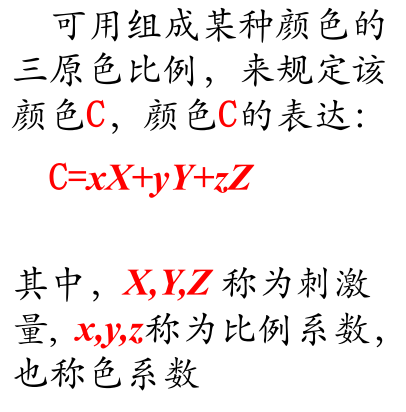 可用组成某种颜色的
三原色比例，来规定该
颜色C，颜色C的表达：
C=xX+yY+zZ
其中，X,Y,Z 称为刺激
量, x,y,z称为比例系数，
也称色系数